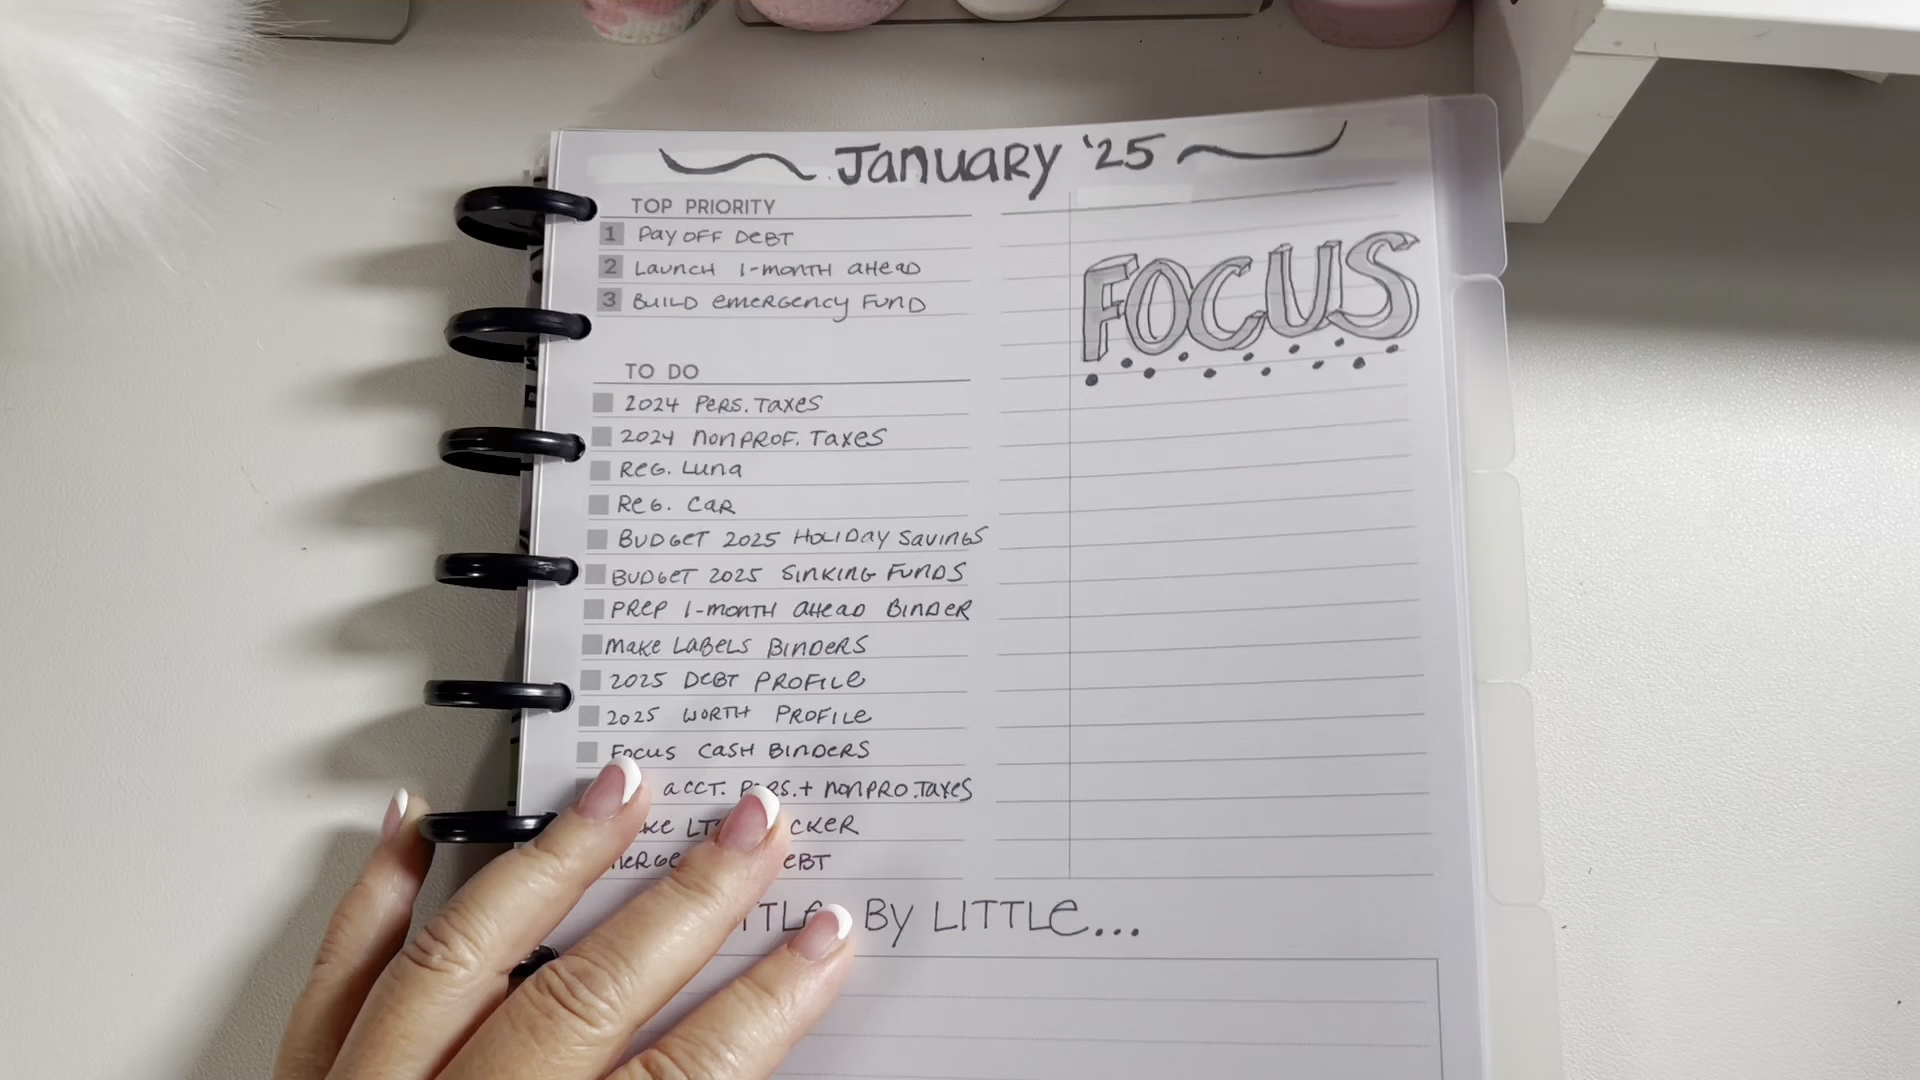 January '25
TOP PRIORITY
1 Pay OFF DEBT
2 Launch 1-month ahead
3 Build emergency Fund
FOCUS
TO DO
2024 Pers. Taxes
2024 nonprof. Taxes
Reg. Luna
Reg. Car
Budget 2025 Holiday Savings
Budget 2025 Sinking Funds
Prep 1-month ahead Binder
Make Labels Binders
2025 Debt Profile
2025 Worth Profile
Focus Cash Binders
acct. Pers. + nonpro. Taxes
By Little...